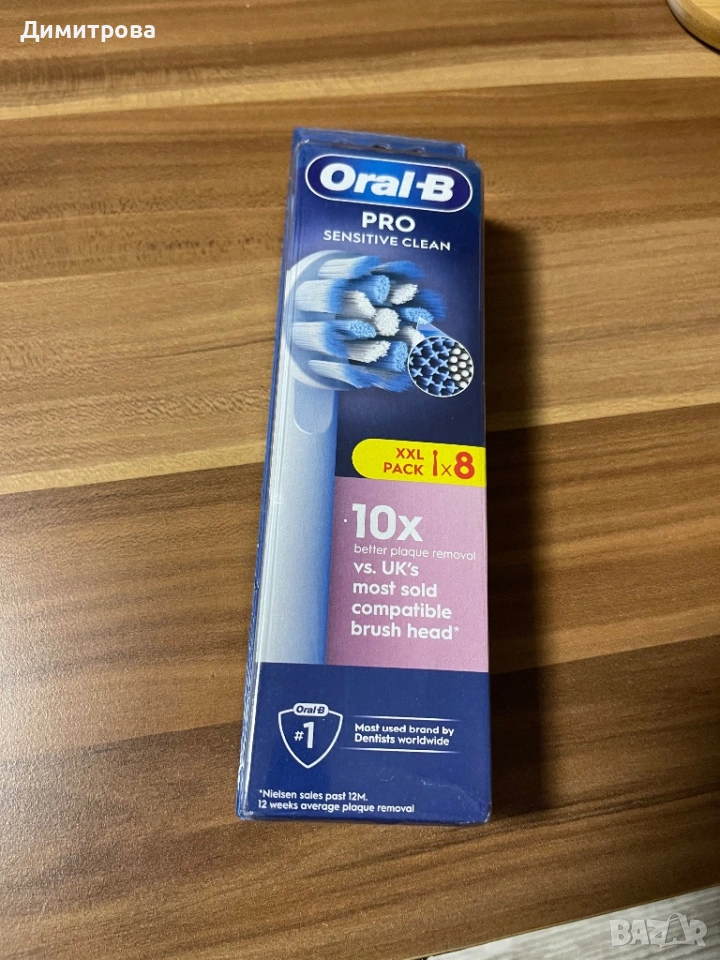 Димитрова
Oral-B
PRO
SENSITIVE CLEAN
XXL
PACK x8
10x
better plaque removal
vs. UK's
most sold
compatible
brush head*
Oral-B
#1
Most used brand by
Dentists worldwide
*Nielsen sales past 12M.
12 weeks average plaque removal
BAZAR